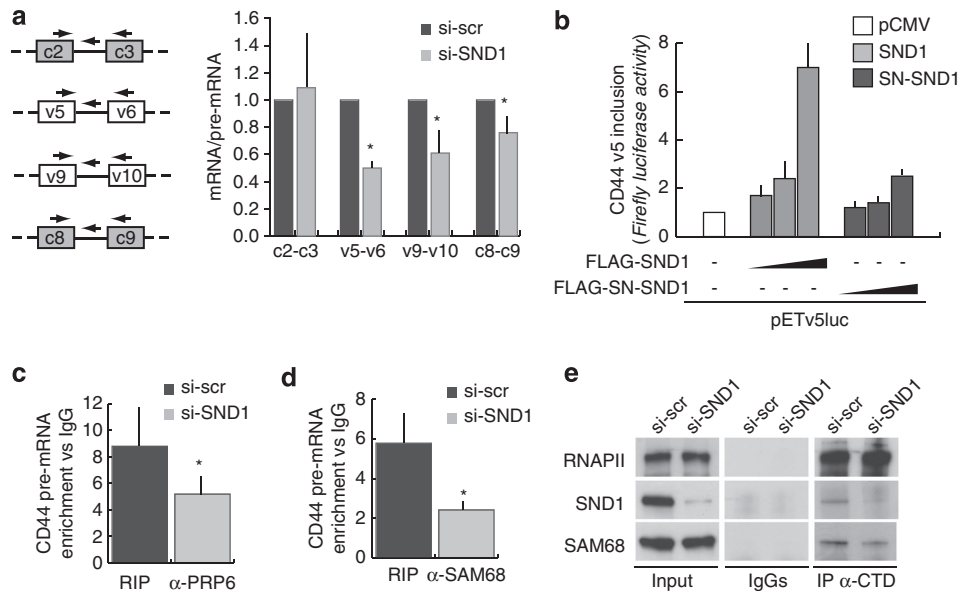 a
c2 c3
v5 v6
v9 v10
c8 c9
mRNA/pre-mRNA
1.6
1.4
1.2
1.0
0.8
0.6
0.4
0.2
0.0
si-scr
si-SND1
* * *
c2-c3 v5-v6 v9-v10 c8-c9
b
CD44 v5 inclusion
(Firefly luciferase activity)
8
6
4
2
0
pCMV
SND1
SN-SND1
FLAG-SND1 - - - -
FLAG-SN-SND1 - - - -
pETv5luc
c
CD44 pre-mRNA
enrichment vs IgG
12
10
8
6
4
2
0
si-scr
si-SND1
*
RIP α-PRP6
d
CD44 pre-mRNA
enrichment vs IgG
8
6
4
2
0
si-scr
si-SND1
*
RIP α-SAM68
e
si-scr si-SND1 si-scr si-SND1 si-scr si-SND1
RNAPII
SND1
SAM68
Input IgGs IP α-CTD